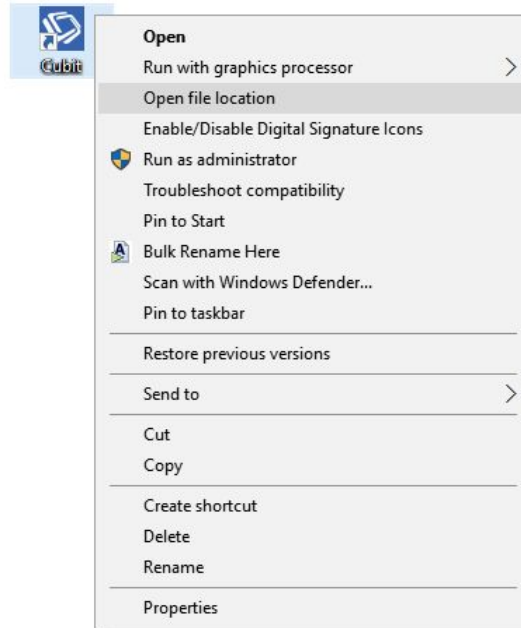 Cubit
Open
Run with graphics processor
Open file location
Enable/Disable Digital Signature Icons
Run as administrator
Troubleshoot compatibility
Pin to Start
Bulk Rename Here
Scan with Windows Defender...
Pin to taskbar
Restore previous versions
Send to
Cut
Copy
Create shortcut
Delete
Rename
Properties